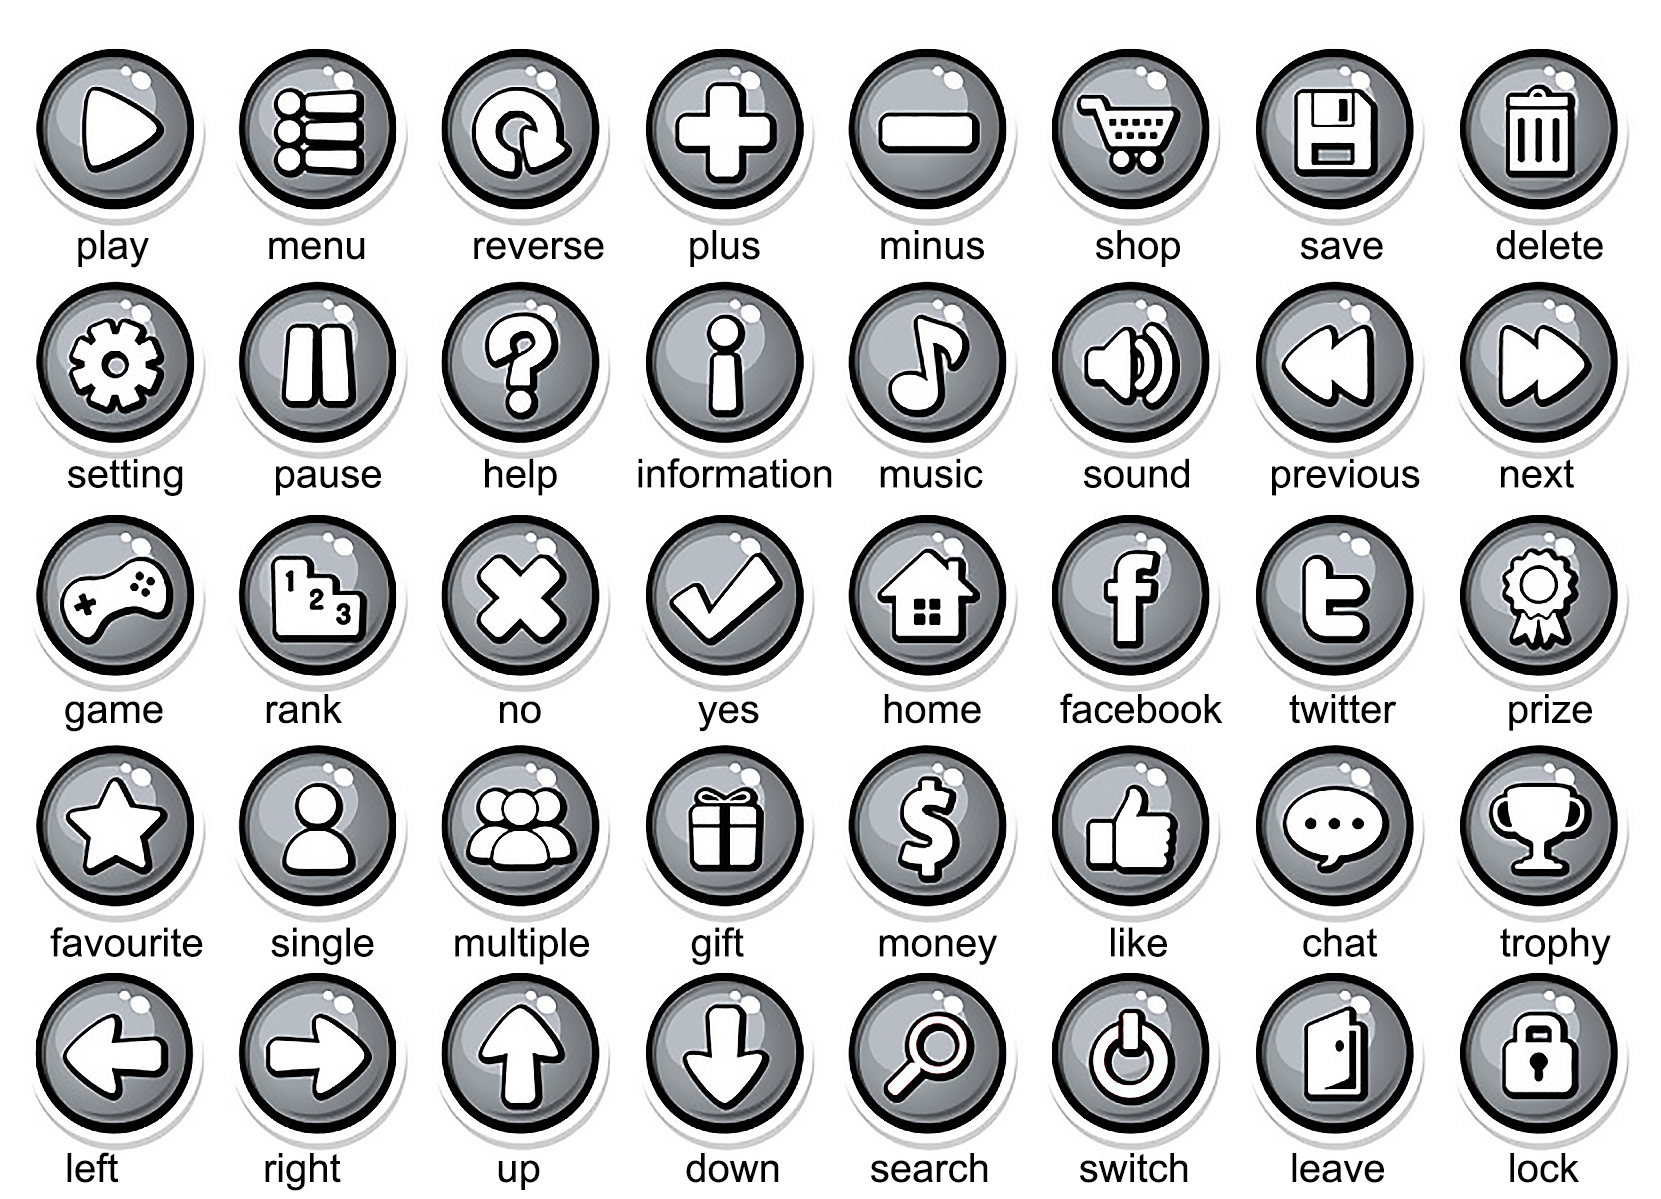 play menu reverse plus minus shop save delete
setting pause help information music sound previous next
1
2
3
game rank no yes home facebook twitter prize
favourite single multiple gift money like chat trophy
left right up down search switch leave lock